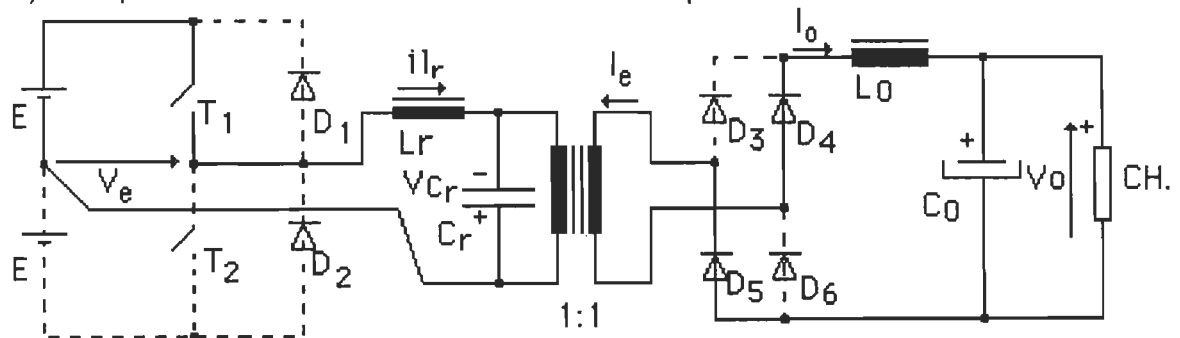 E
T1
D1
Ve
E
T2
D2
ilr
Lr
VCr
-
+
Cr
1:1
Ie
D3
D4
D5
D6
Io
LO
+
CO
Vo
+
CH.